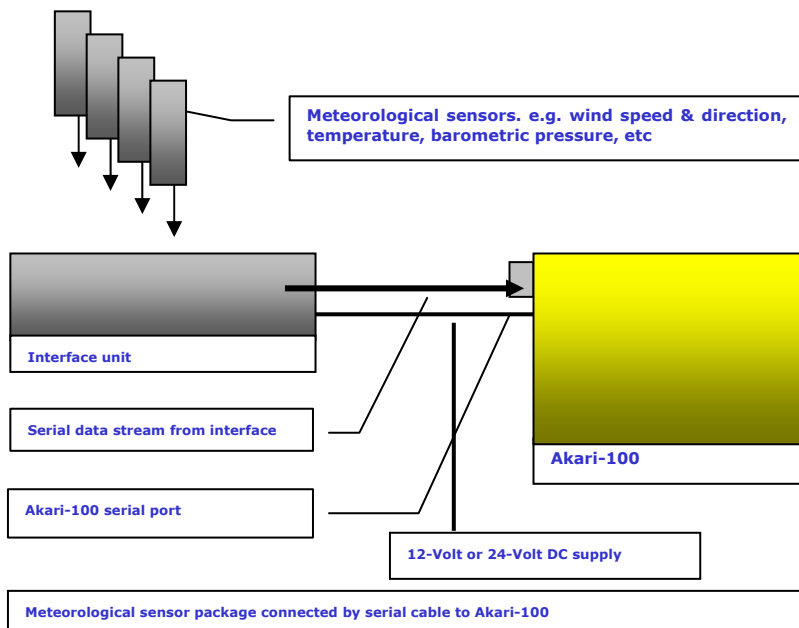 Meteorological sensors. e.g. wind speed & direction,
temperature, barometric pressure, etc
Interface unit
Serial data stream from interface
Akari-100
Akari-100 serial port
12-Volt or 24-Volt DC supply
Meteorological sensor package connected by serial cable to Akari-100